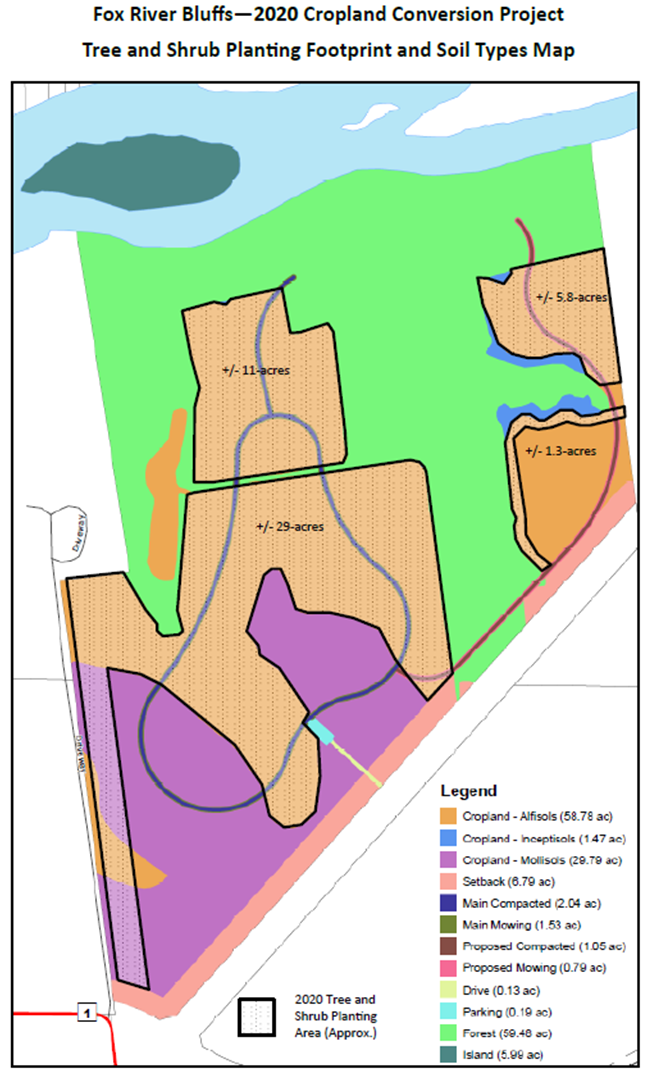 Fox River Bluffs—2020 Cropland Conversion Project
Tree and Shrub Planting Footprint and Soil Types Map
+/- 5.8-acres
+/- 11-acres
+/- 1.3-acres
+/- 29-acres
Driveway
Driveway
Legend
Cropland - Alfisols (58.78 ac)
Cropland - Inceptisols (1.47 ac)
Cropland - Mollisols (29.79 ac)
Setback (6.79 ac)
Main Compacted (2.04 ac)
Main Mowing (1.53 ac)
Proposed Compacted (1.05 ac)
Proposed Mowing (0.79 ac)
Drive (0.13 ac)
Parking (0.19 ac)
Forest (59.48 ac)
Island (5.99 ac)
2020 Tree and
Shrub Planting
Area (Approx.)
1